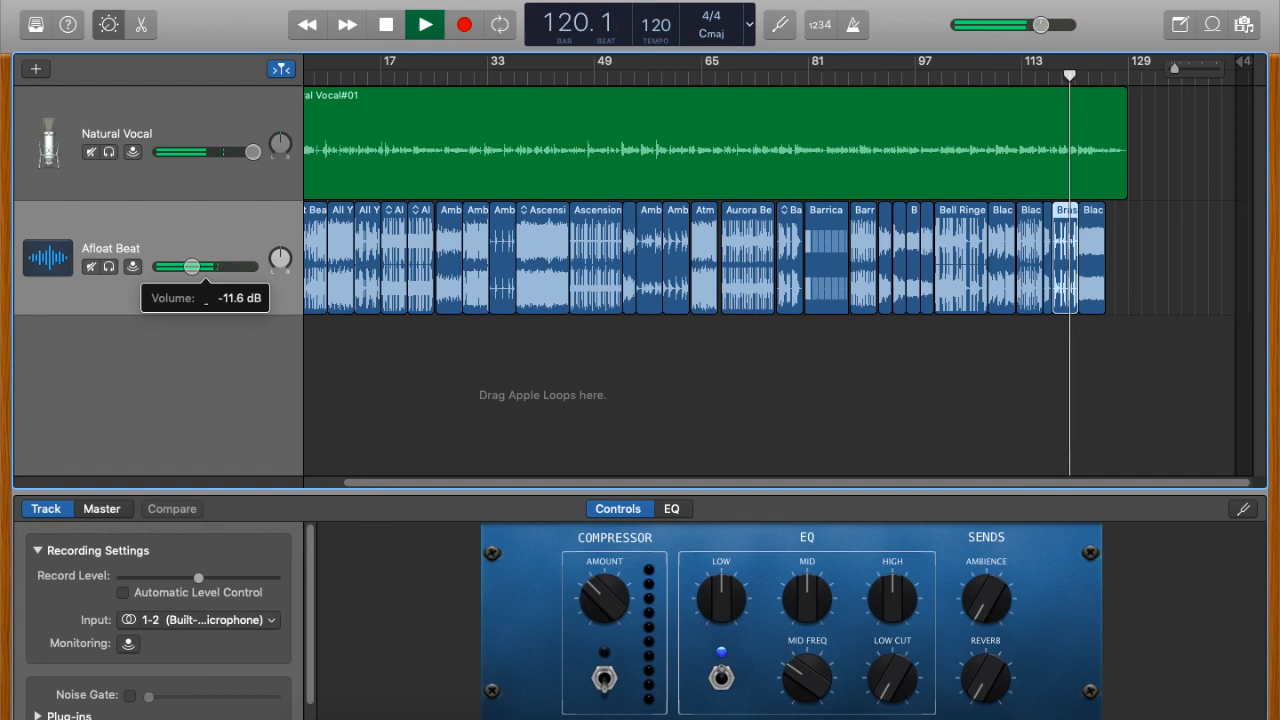 120.1
BAR BEAT
120
TEMPO
4/4
Cmaj
1234
17 33 49 65 81 97 113 129
al Vocal#01
Natural Vocal
L R
Afloat Beat
L R
t Bea All Y All Y Al Al Amb Amb Amb Ascensi Ascension Amb Amb Atm Aurora Be Ba Barrica Barr B Bell Ringe Blac Blac Bras Blac
Volume: -11.6 dB
Drag Apple Loops here.
Track Master Compare
Controls EQ
Recording Settings
Record Level:
Automatic Level Control
Input: 1-2 (Built-...icrophone)
Monitoring:
Noise Gate:
Plug-ins
COMPRESSOR
AMOUNT
EQ
LOW MID HIGH
MID FREQ LOW CUT
SENDS
AMBIENCE
REVERB